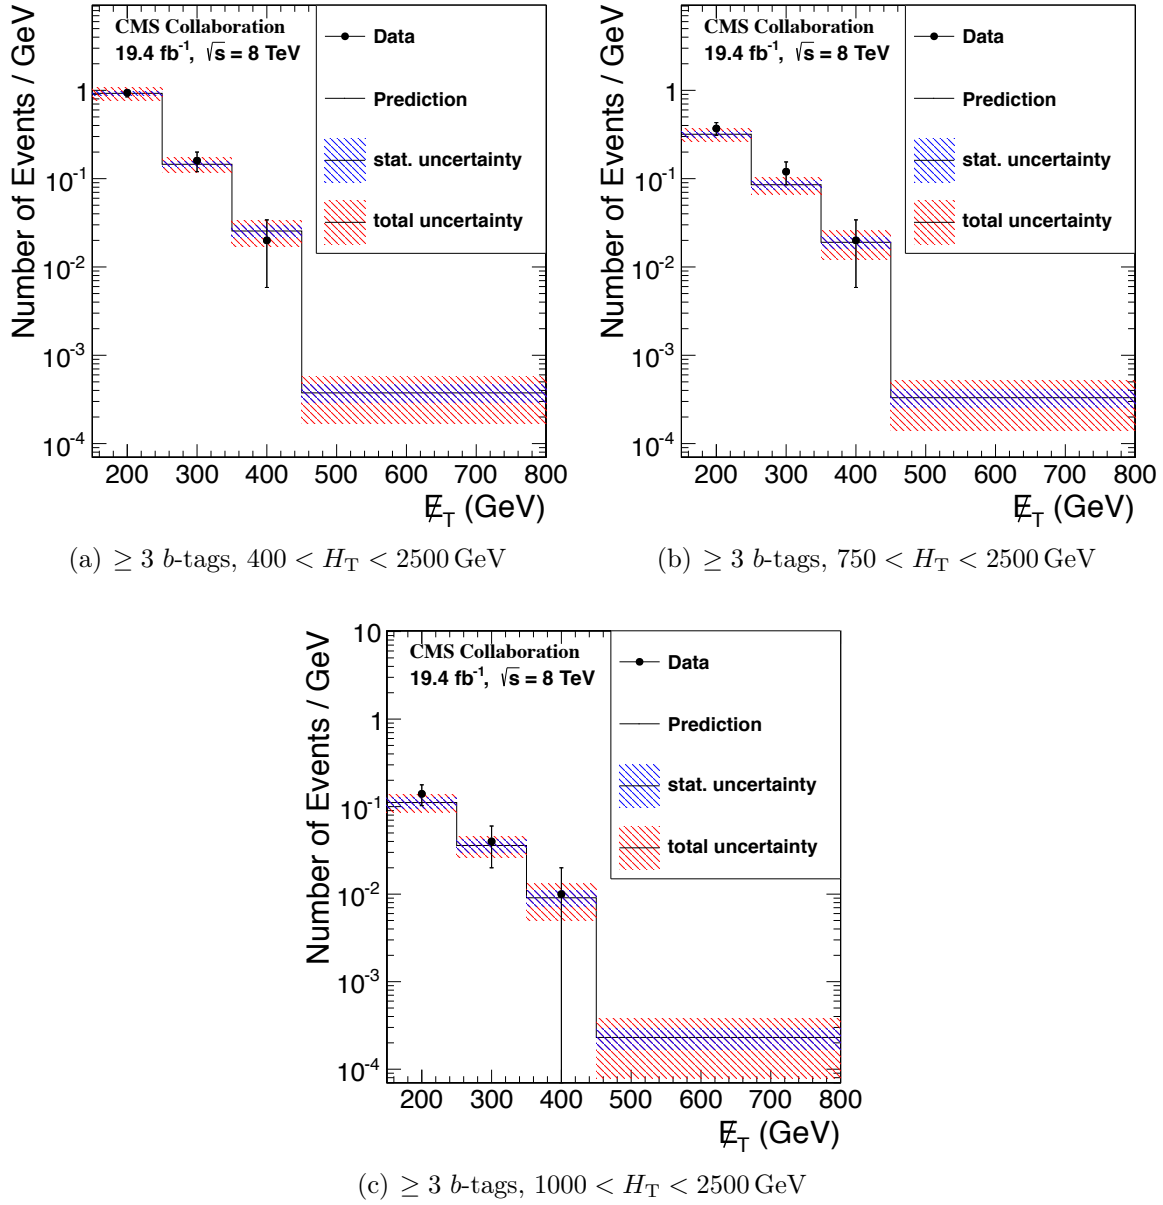 Number of Events / GeV
CMS Collaboration
19.4 fb⁻¹, √s = 8 TeV
Data
Prediction
stat. uncertainty
total uncertainty
1
10⁻¹
10⁻²
10⁻³
10⁻⁴
200 300 400 500 600 700 800
E̸_T (GeV)
(a) ≥ 3 b-tags, 400 < H_T < 2500 GeV
Number of Events / GeV
CMS Collaboration
19.4 fb⁻¹, √s = 8 TeV
Data
Prediction
stat. uncertainty
total uncertainty
1
10⁻¹
10⁻²
10⁻³
10⁻⁴
200 300 400 500 600 700 800
E̸_T (GeV)
(b) ≥ 3 b-tags, 750 < H_T < 2500 GeV
Number of Events / GeV
CMS Collaboration
19.4 fb⁻¹, √s = 8 TeV
Data
Prediction
stat. uncertainty
total uncertainty
10
1
10⁻¹
10⁻²
10⁻³
10⁻⁴
200 300 400 500 600 700 800
E̸_T (GeV)
(c) ≥ 3 b-tags, 1000 < H_T < 2500 GeV